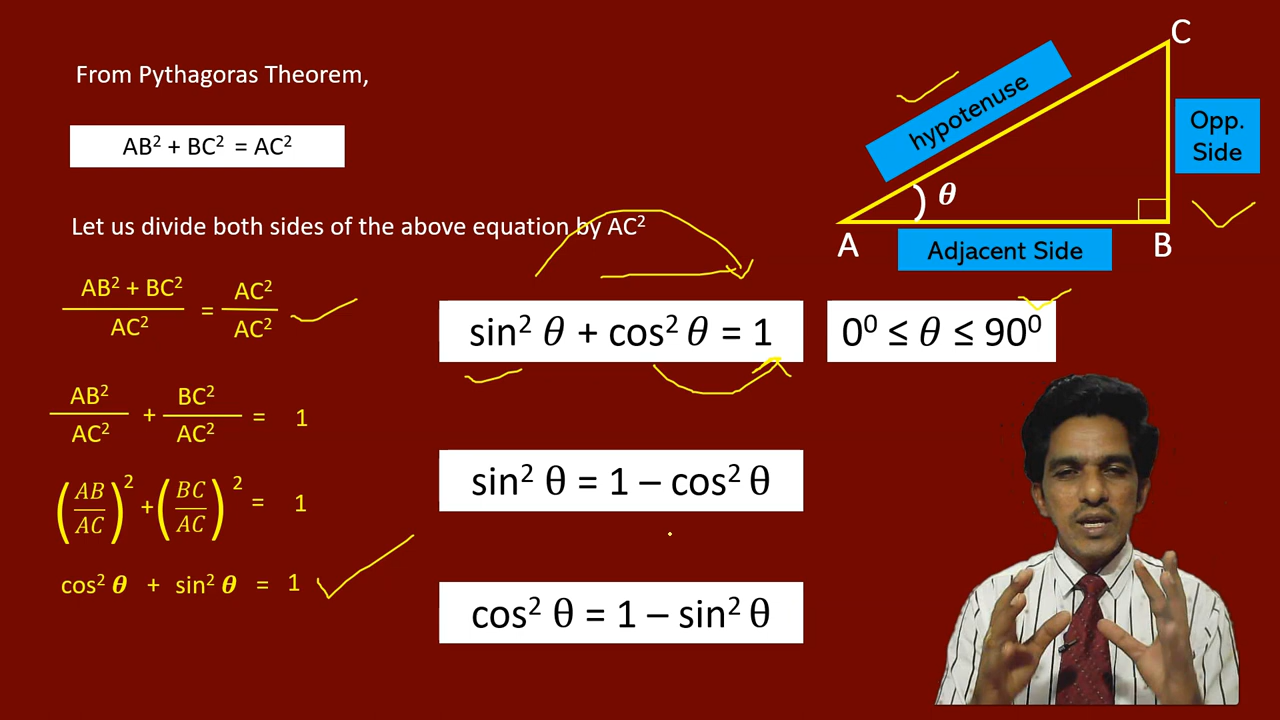 From Pythagoras Theorem,
AB² + BC² = AC²
Let us divide both sides of the above equation by AC²
AB² + BC²
AC²
=
AC²
AC²
AB²
AC²
+
BC²
AC²
= 1
(AB/AC)² + (BC/AC)² = 1
cos² θ + sin² θ = 1
sin² θ + cos² θ = 1
0⁰ ≤ θ ≤ 90⁰
sin² θ = 1 – cos² θ
cos² θ = 1 – sin² θ
C
hypotenuse
Opp.
Side
θ
A
B
Adjacent Side